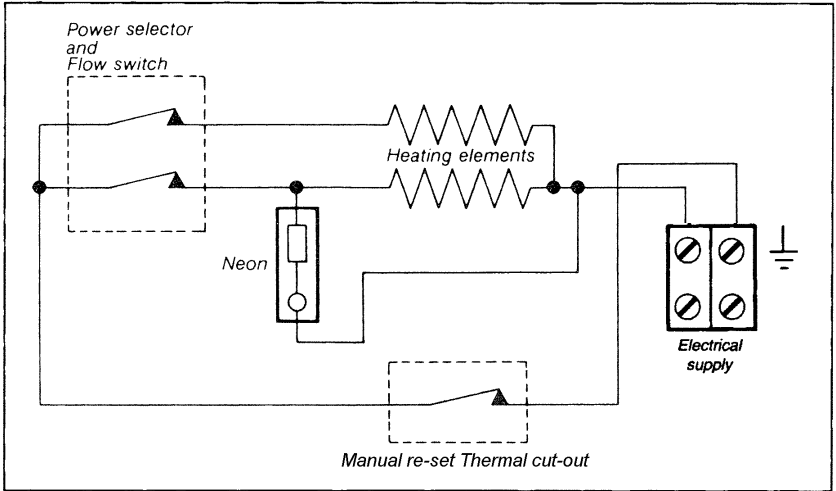 Power selector
and
Flow switch
Heating elements
Neon
Electrical
supply
Manual re-set Thermal cut-out